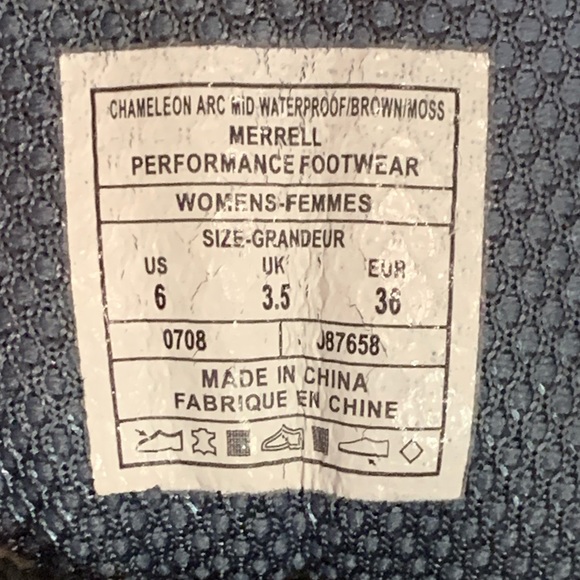 CHAMELEON ARC MID WATERPROOF/BROWN/MOSS
MERRELL
PERFORMANCE FOOTWEAR
WOMENS-FEMMES
SIZE-GRANDEUR
US UK EUR
6 3.5 36
0708 J87658
MADE IN CHINA
FABRIQUE EN CHINE